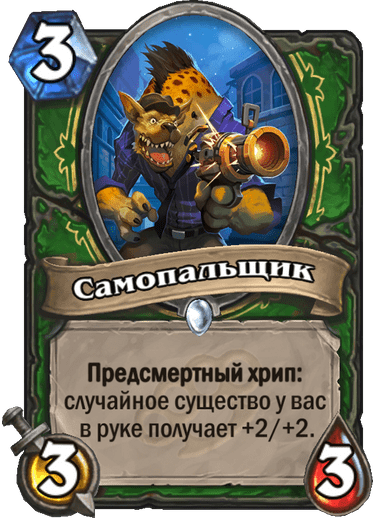 3
Самопальщик
Предсмертный хрип:
случайное существо у вас
в руке получает +2/+2.
3
3